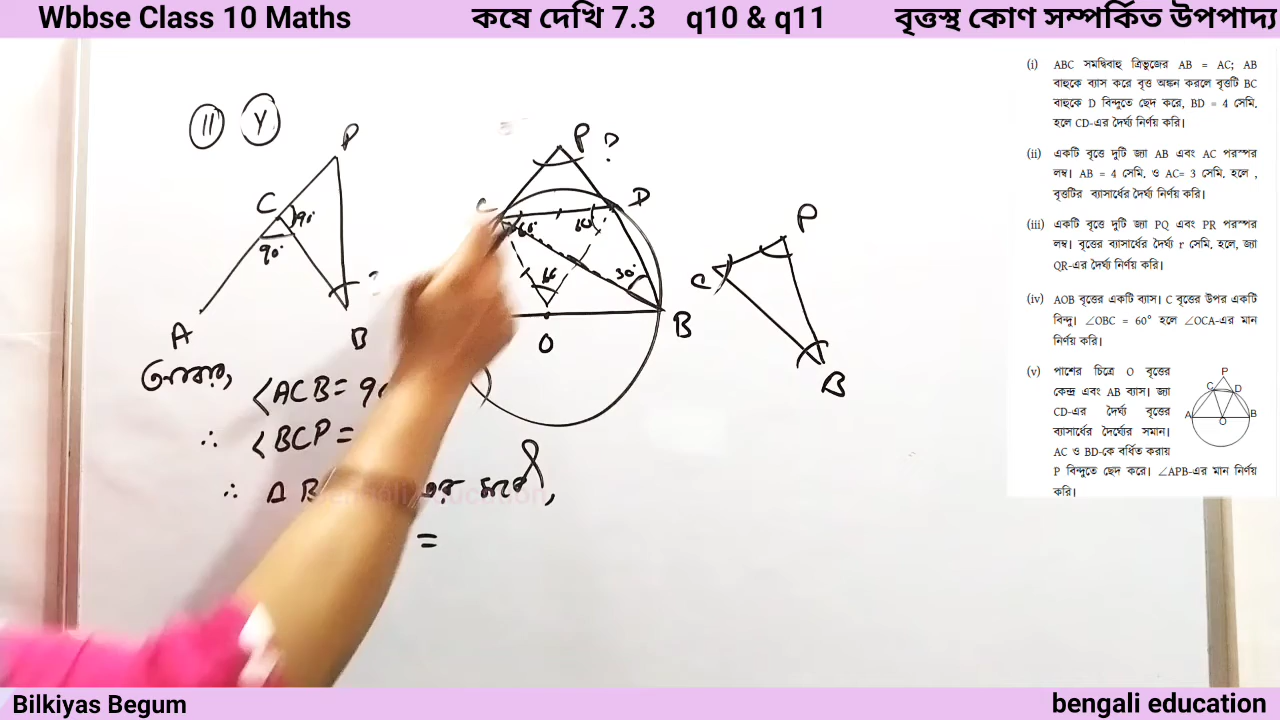 Wbbse Class 10 Maths কষে দেখি 7.3 q10 & q11 বৃত্তস্থ কোণ সম্পর্কিত উপপাদ্য
11 V
P
C
90°
90°
A
B
P ?
D
60°
60°
60
30°
O
B
P
C
B
<ACB = 90
∴ <BCP =
∴ Δ B এর মধ্যে,
=
(i) ABC সমদ্বিবাহু ত্রিভুজের AB = AC; AB
বাহুকে ব্যাস করে বৃত্ত অঙ্কন করলে বৃত্তটি BC
বাহুকে D বিন্দুতে ছেদ করে, BD = 4 সেমি,
হলে CD-এর দৈর্ঘ্য নির্ণয় করি।
(ii) একটি বৃত্তে দুটি জ্যা AB এবং AC পরস্পর
লম্ব। AB = 4 সেমি, ও AC= 3 সেমি, হলে ,
বৃত্তটির ব্যাসার্ধের দৈর্ঘ্য নির্ণয় করি।
(iii) একটি বৃত্তে দুটি জ্যা PQ এবং PR পরস্পর
লম্ব। বৃত্তের ব্যাসার্ধের দৈর্ঘ্য r সেমি, হলে, জ্যা
QR-এর দৈর্ঘ্য নির্ণয় করি।
(iv) AOB বৃত্তের একটি ব্যাস। C বৃত্তের উপর একটি
বিন্দু। ∠OBC = 60° হলে ∠OCA-এর মান
নির্ণয় করি।
(v) পাশের চিত্রে O বৃত্তের
কেন্দ্র এবং AB ব্যাস। জ্যা
CD-এর দৈর্ঘ্য বৃত্তের
ব্যাসার্ধের দৈর্ঘ্যের সমান।
AC ও BD-কে বর্ধিত করায়
P বিন্দুতে ছেদ করে। ∠APB-এর মান নির্ণয়
করি।
P
C D
A B
O
Bilkiyas Begum
bengali education